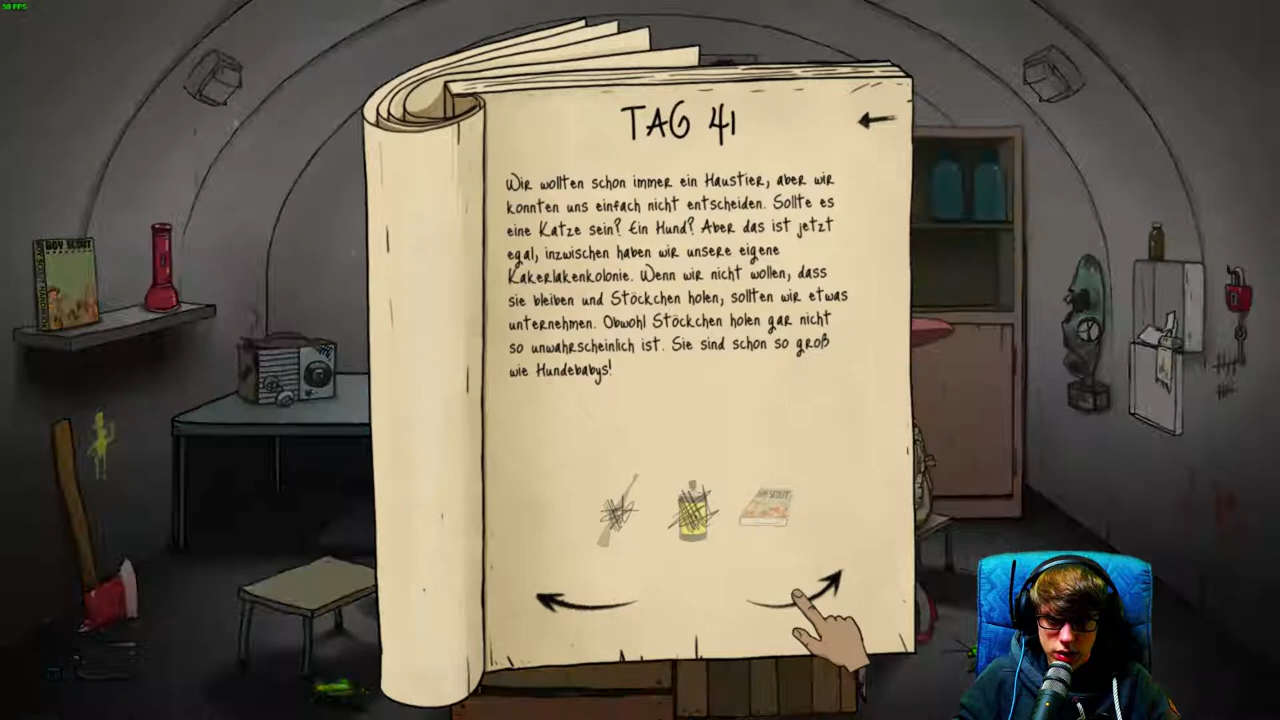 59 FPS
TAG 41
Wir wollten schon immer ein Haustier, aber wir
konnten uns einfach nicht entscheiden. Sollte es
eine Katze sein? Ein Hund? Aber das ist jetzt
egal, inzwischen haben wir unsere eigene
Kakerlakenkolonie. Wenn wir nicht wollen, dass
sie bleiben und Stöckchen holen, sollten wir etwas
unternehmen. Obwohl Stöckchen holen gar nicht
so unwahrscheinlich ist. Sie sind schon so groß
wie Hundebabys!
BOY SCOUT